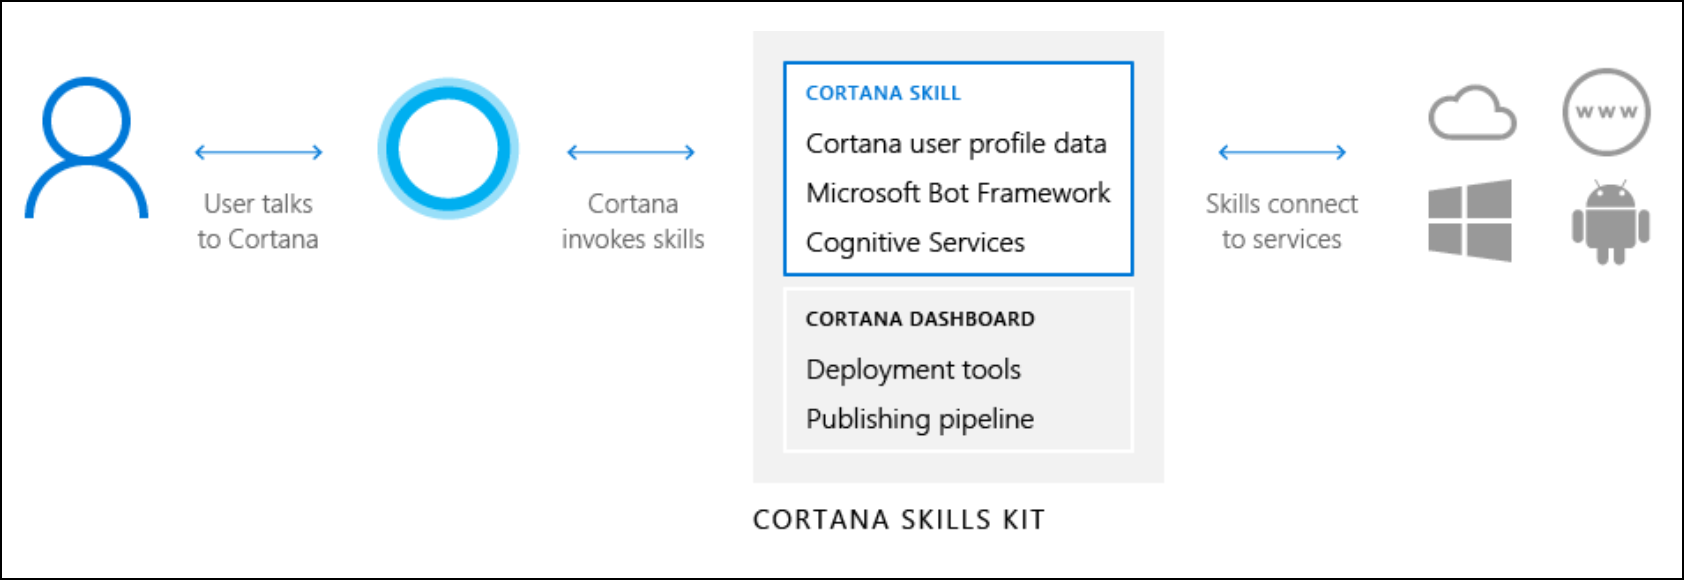 User talks
to Cortana
Cortana
invokes skills
CORTANA SKILL
Cortana user profile data
Microsoft Bot Framework
Cognitive Services
CORTANA DASHBOARD
Deployment tools
Publishing pipeline
CORTANA SKILLS KIT
Skills connect
to services
www